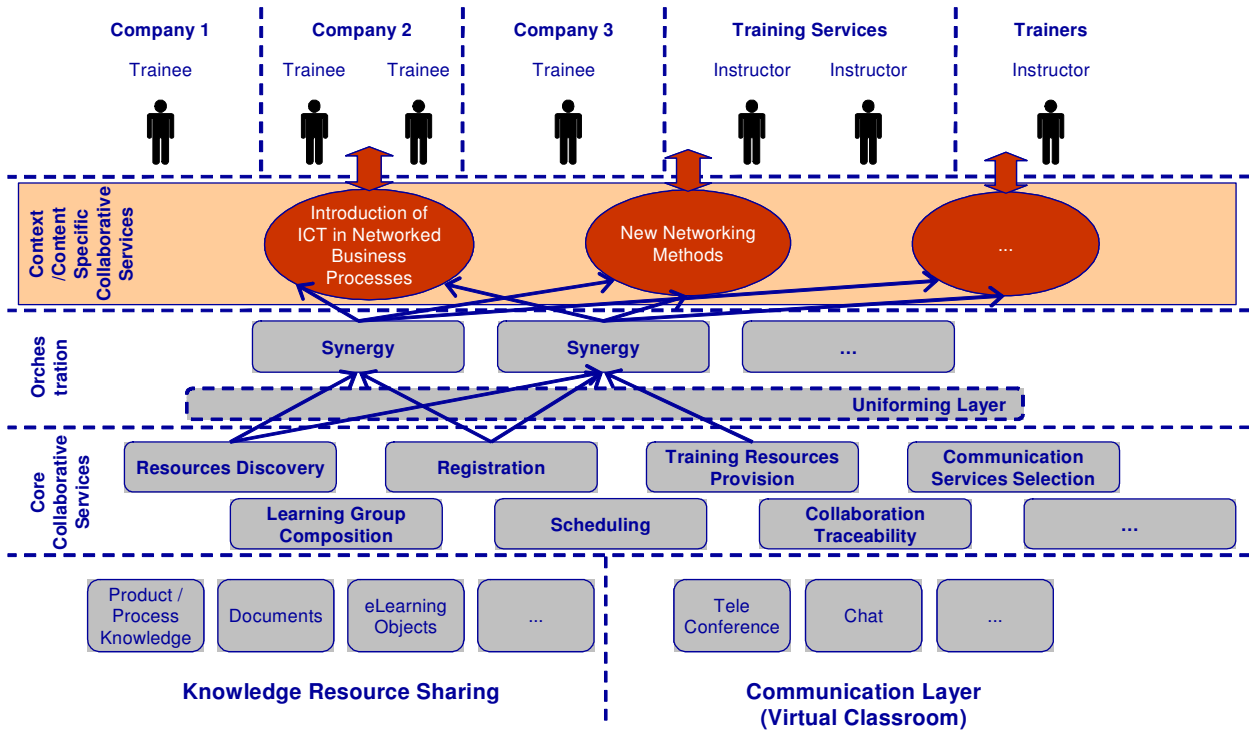 Company 1
Company 2
Company 3
Training Services
Trainers
Trainee
Trainee
Trainee
Trainee
Instructor
Instructor
Instructor
Context
/Content
Specific
Collaborative
Services
Introduction of
ICT in Networked
Business
Processes
New Networking
Methods
...
Orches
tration
Synergy
Synergy
...
Uniforming Layer
Core
Collaborative
Services
Resources Discovery
Registration
Training Resources
Provision
Communication
Services Selection
Learning Group
Composition
Scheduling
Collaboration
Traceability
...
Product /
Process
Knowledge
Documents
eLearning
Objects
...
Tele
Conference
Chat
...
Knowledge Resource Sharing
Communication Layer
(Virtual Classroom)